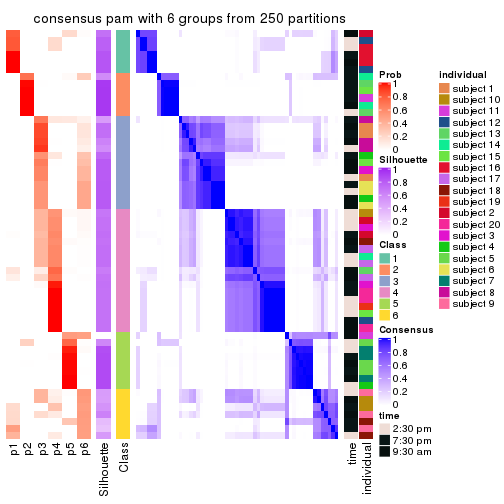 consensus pam with 6 groups from 250 partitions
p1
p2
p3
p4
p5
p6
Silhouette
Class
time
individual
Prob
1
0.8
0.6
0.4
0.2
0
Silhouette
1
0.8
0.6
0.4
0.2
0
Class
1
2
3
4
5
6
Consensus
1
0.8
0.6
0.4
0.2
0
time
2:30 pm
7:30 pm
9:30 am
individual
subject 1
subject 10
subject 11
subject 12
subject 13
subject 14
subject 15
subject 16
subject 17
subject 18
subject 19
subject 2
subject 20
subject 3
subject 4
subject 5
subject 6
subject 7
subject 8
subject 9